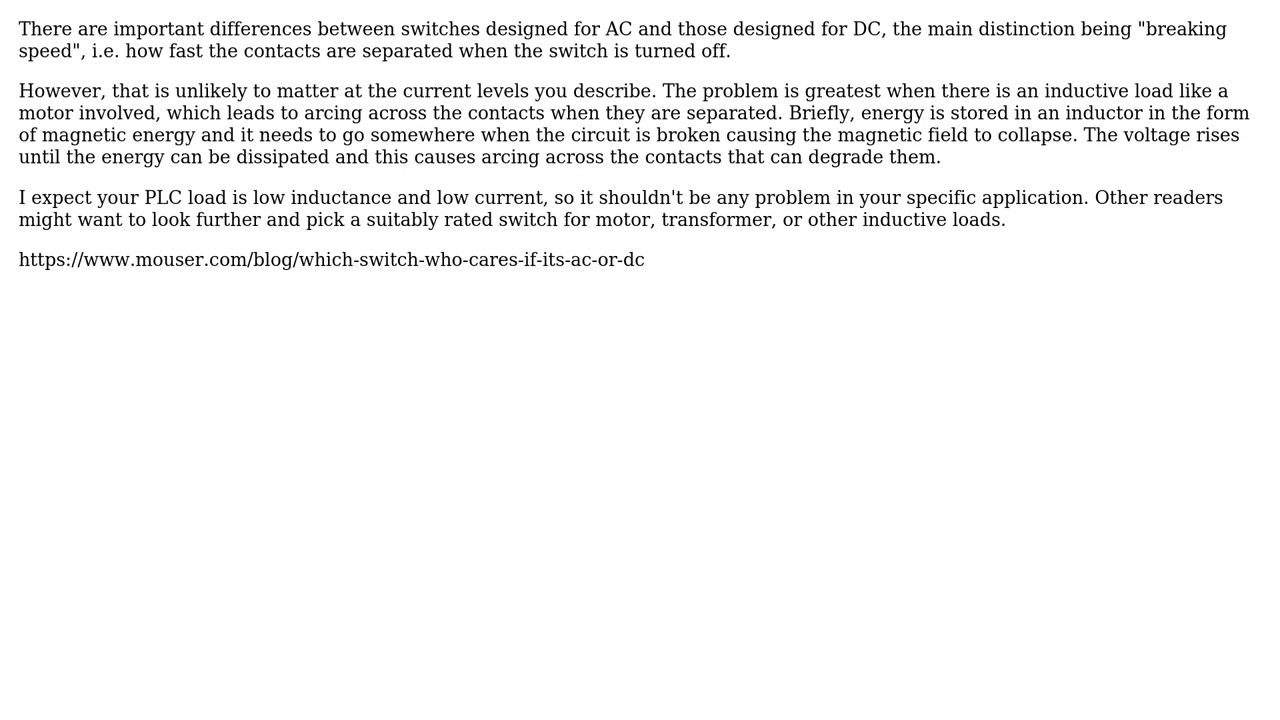 There are important differences between switches designed for AC and those designed for DC, the main distinction being "breaking
speed", i.e. how fast the contacts are separated when the switch is turned off.
However, that is unlikely to matter at the current levels you describe. The problem is greatest when there is an inductive load like a
motor involved, which leads to arcing across the contacts when they are separated. Briefly, energy is stored in an inductor in the form
of magnetic energy and it needs to go somewhere when the circuit is broken causing the magnetic field to collapse. The voltage rises
until the energy can be dissipated and this causes arcing across the contacts that can degrade them.
I expect your PLC load is low inductance and low current, so it shouldn't be any problem in your specific application. Other readers
might want to look further and pick a suitably rated switch for motor, transformer, or other inductive loads.
https://www.mouser.com/blog/which-switch-who-cares-if-its-ac-or-dc